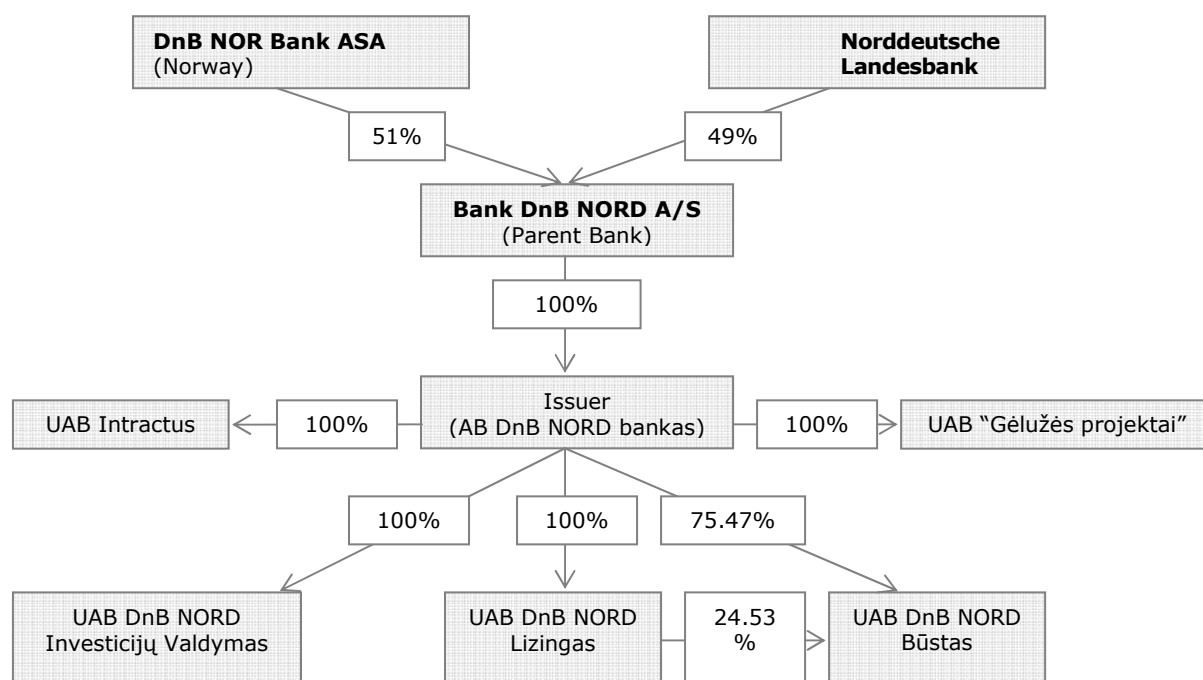 DnB NOR Bank ASA
(Norway)
Norddeutsche
Landesbank
51%
49%
Bank DnB NORD A/S
(Parent Bank)
100%
Issuer
(AB DnB NORD bankas)
UAB Intractus
100%
100%
UAB “Gėlužės projektai”
100%
100%
75.47%
UAB DnB NORD
Investicijų Valdymas
UAB DnB NORD
Lizingas
24.53
%
UAB DnB NORD
Būstas